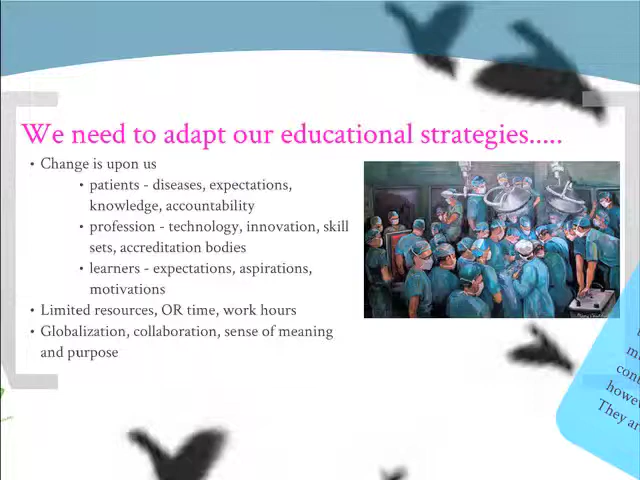 We need to adapt our educational strategies.....
• Change is upon us
• patients - diseases, expectations,
knowledge, accountability
• profession - technology, innovation, skill
sets, accreditation bodies
• learners - expectations, aspirations,
motivations
• Limited resources, OR time, work hours
• Globalization, collaboration, sense of meaning
and purpose
They